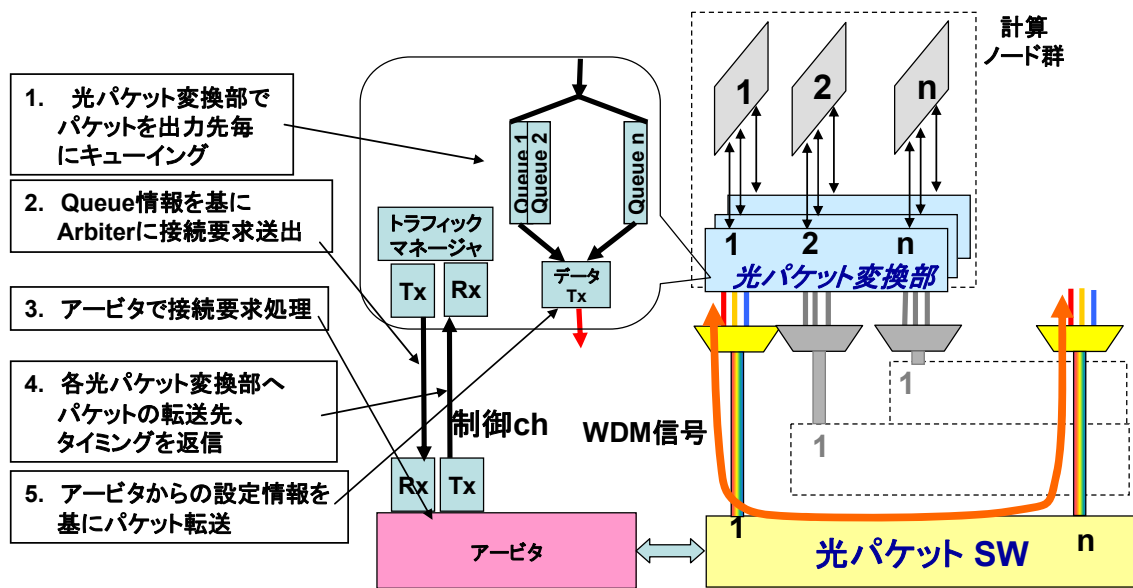 1. 光パケット変換部で
パケットを出力先毎
にキューイング
2. Queue情報を基に
Arbiterに接続要求送出
3. アービタで接続要求処理
4. 各光パケット変換部へ
パケットの転送先、
タイミングを返信
5. アービタからの設定情報を
基にパケット転送
Queue 1
Queue 2
Queue n
トラフィック
マネージャ
Tx
Rx
データ
Tx
制御ch
Rx
Tx
アービタ
計算
ノード群
1
2
n
1
2
n
光パケット変換部
WDM信号
1
1
1
n
光パケット SW